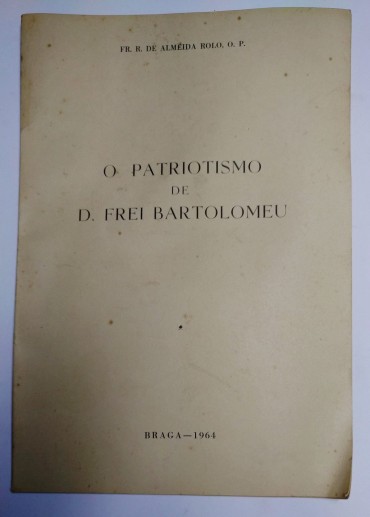 FR. R. DE ALMEIDA ROLO, O. P.
O PATRIOTISMO
DE
D. FREI BARTOLOMEU
BRAGA—1964